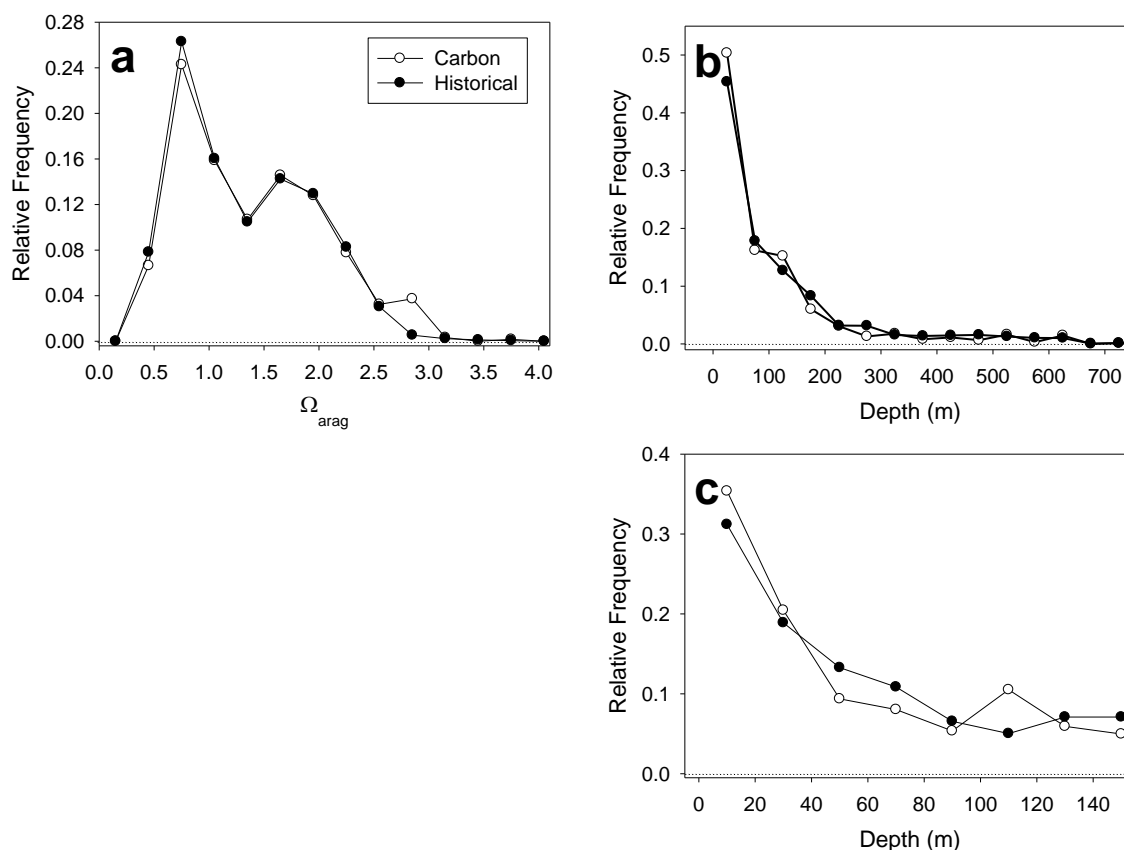 a
Carbon
Historical
Relative Frequency
0.28
0.24
0.20
0.16
0.12
0.08
0.04
0.00
0.0 0.5 1.0 1.5 2.0 2.5 3.0 3.5 4.0
Ωarag
b
Relative Frequency
0.5
0.4
0.3
0.2
0.1
0.0
0 100 200 300 400 500 600 700
Depth (m)
c
Relative Frequency
0.4
0.3
0.2
0.1
0.0
0 20 40 60 80 100 120 140
Depth (m)